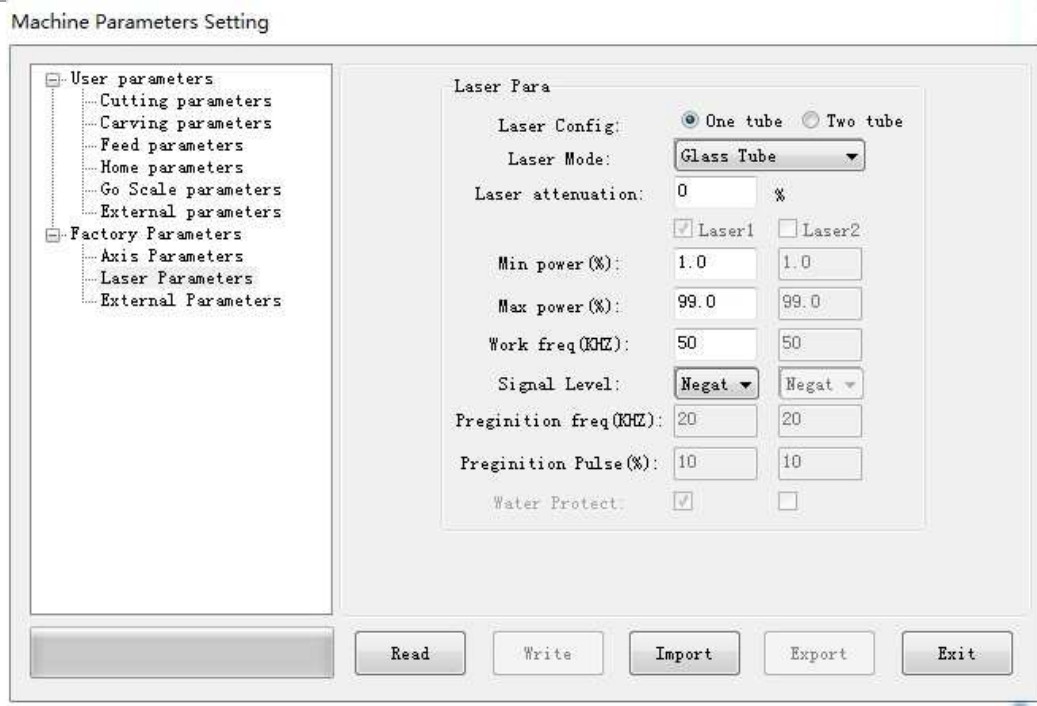 Machine Parameters Setting
User parameters
Cutting parameters
Carving parameters
Feed parameters
Home parameters
Go Scale parameters
External parameters
Factory Parameters
Axis Parameters
Laser Parameters
External Parameters
Laser Para
Laser Config: One tube Two tube
Laser Mode: Glass Tube
Laser attenuation: 0 %
Laser1 Laser2
Min power(%): 1.0 1.0
Max power(%): 99.0 99.0
Work freq(KHZ): 50 50
Signal Level: Negat Negat
Preginition freq(KHZ): 20 20
Preginition Pulse(%): 10 10
Water Protect:
Read Write Import Export Exit